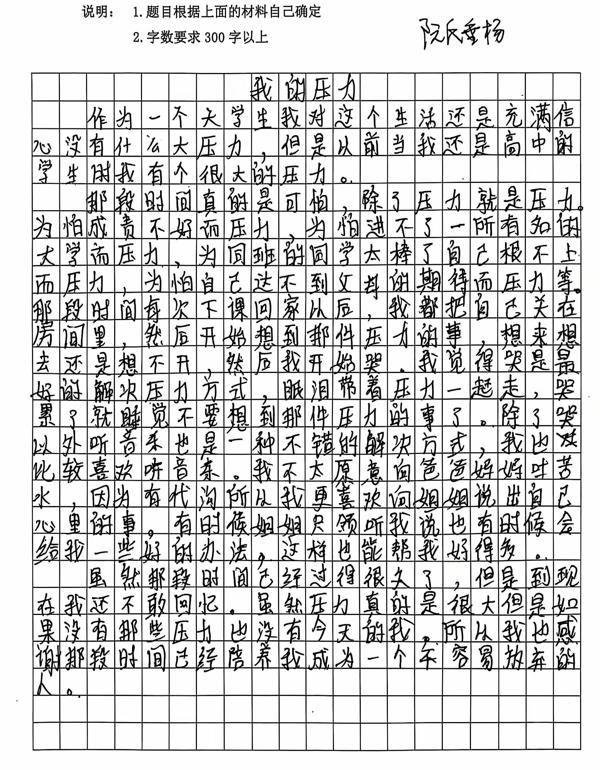 说明： 1.题目根据上面的材料自己确定
2.字数要求 300 字以上
阮氏垂杨
我的压力
作为一个大学生我对这个生活还是充满信
心没有什么大压力，但是以前当我还是高中的
学生时我有个很大的压力。
那段时间真的是可怕，除了压力就是压力。
为怕成责不好而压力，为怕进不了一所有名的
大学而压力，为同班的同学太棒了自己根不上
而压力，为怕自己达不到父母的期待而压力等。
那段时间每次下课回家以后，我都把自己关在
房间里，然后开始想到那件压力的事，想来想
去还是想不开，然后我开始哭。我觉得哭是最
好的解次压力方式，眼泪带着压力一起走，哭
累了就睡觉不要想到那件压力的事了。除了哭
以外听音乐也是一种不错的解次方式，我也
比较喜欢听音乐。我不太原意向爸爸妈妈吐苦
水，因为有代沟所以我更喜欢向姐姐说出自己
心里的事。有时候姐姐只倾听我说也有时候会
给我一些好的办法，这样也能帮我好得多。
虽然那段时间已经过得很久了，但是到现
在我还不敢回忆。虽然压力真的是很大但是如
果没有那些压力也没有今天的我。所以我也感
谢那段时间已经陪养我成为一个不容易放弃的
人。